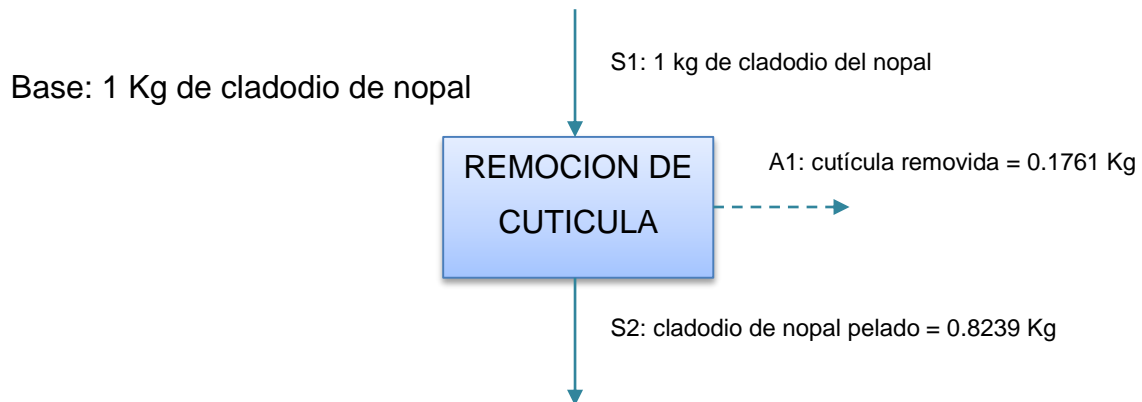 S1: 1 kg de cladodio del nopal
Base: 1 Kg de cladodio de nopal
REMOCION DE
CUTICULA
A1: cutícula removida = 0.1761 Kg
S2: cladodio de nopal pelado = 0.8239 Kg